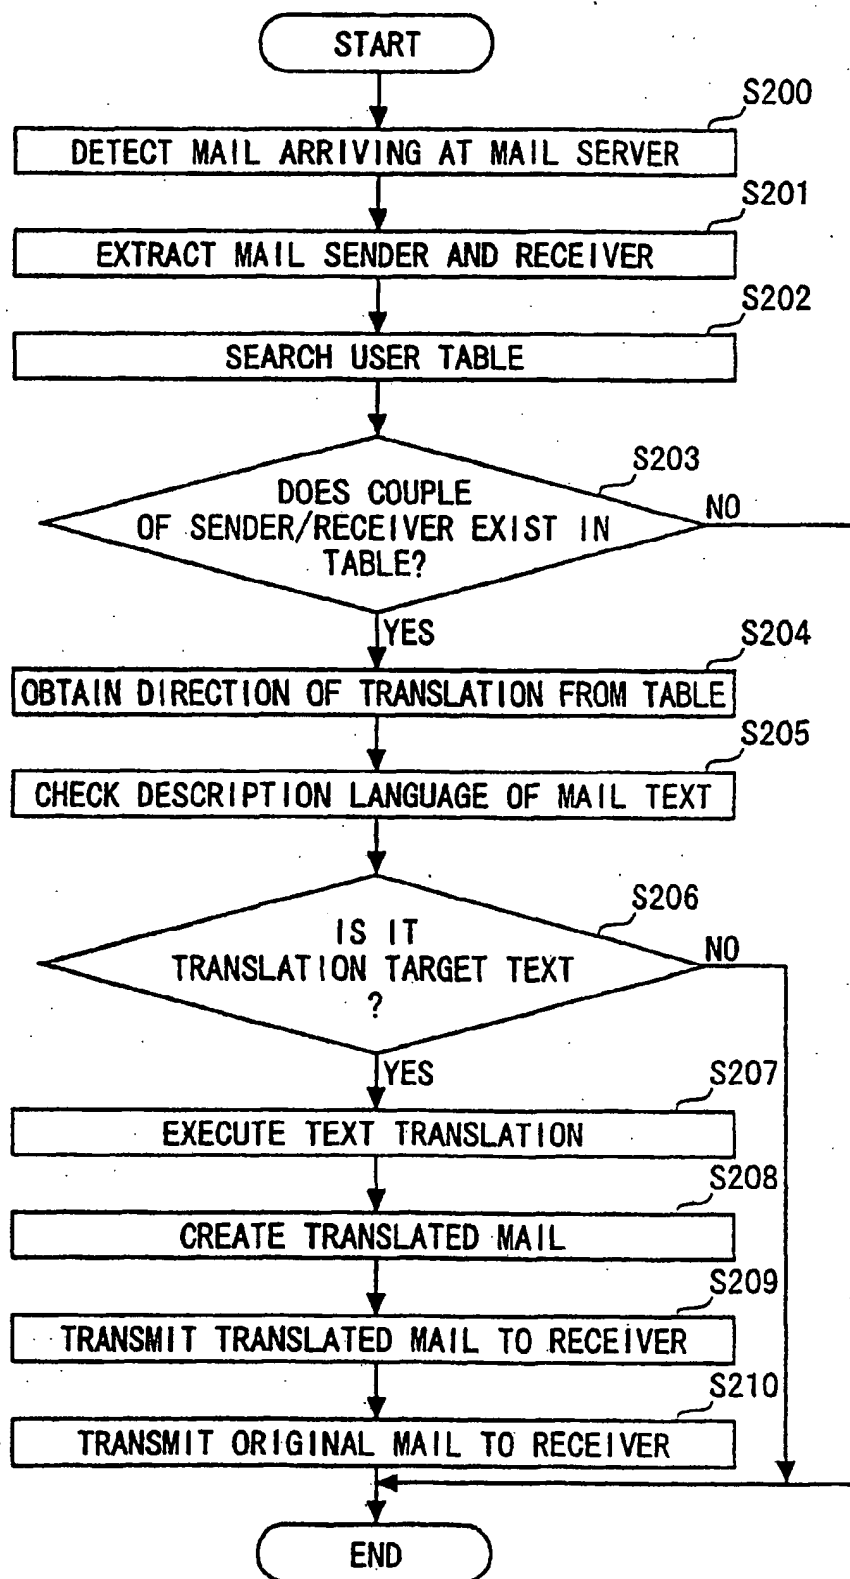 START
S200
DETECT MAIL ARRIVING AT MAIL SERVER
S201
EXTRACT MAIL SENDER AND RECEIVER
S202
SEARCH USER TABLE
S203
DOES COUPLE
OF SENDER/RECEIVER EXIST IN
TABLE?
NO
YES
S204
OBTAIN DIRECTION OF TRANSLATION FROM TABLE
S205
CHECK DESCRIPTION LANGUAGE OF MAIL TEXT
S206
IS IT
TRANSLATION TARGET TEXT
?
NO
YES
S207
EXECUTE TEXT TRANSLATION
S208
CREATE TRANSLATED MAIL
S209
TRANSMIT TRANSLATED MAIL TO RECEIVER
S210
TRANSMIT ORIGINAL MAIL TO RECEIVER
END